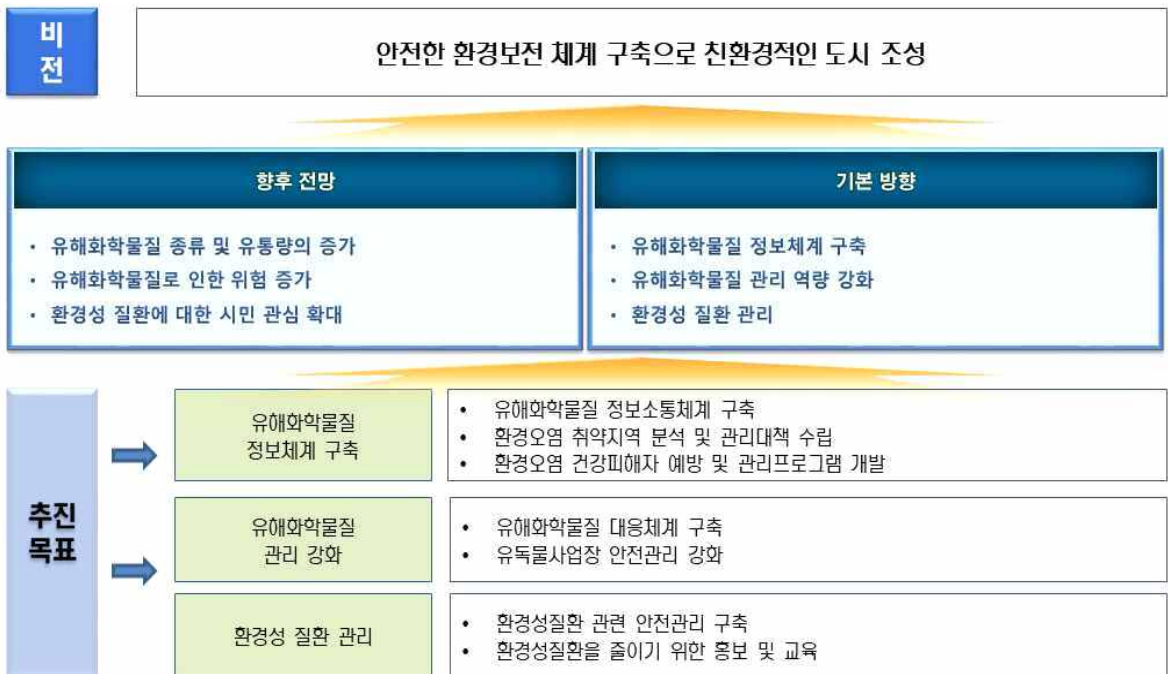 비
전
안전한 환경보전 체계 구축으로 친환경적인 도시 조성
향후 전망
• 유해화학물질 종류 및 유통량의 증가
• 유해화학물질로 인한 위험 증가
• 환경성 질환에 대한 시민 관심 확대
기본 방향
• 유해화학물질 정보체계 구축
• 유해화학물질 관리 역량 강화
• 환경성 질환 관리
추진
목표
유해화학물질
정보체계 구축
• 유해화학물질 정보소통체계 구축
• 환경오염 취약지역 분석 및 관리대책 수립
• 환경오염 건강피해자 예방 및 관리프로그램 개발
유해화학물질
관리 강화
• 유해화학물질 대응체계 구축
• 유독물사업장 안전관리 강화
환경성 질환 관리
• 환경성질환 관련 안전관리 구축
• 환경성질환을 줄이기 위한 홍보 및 교육